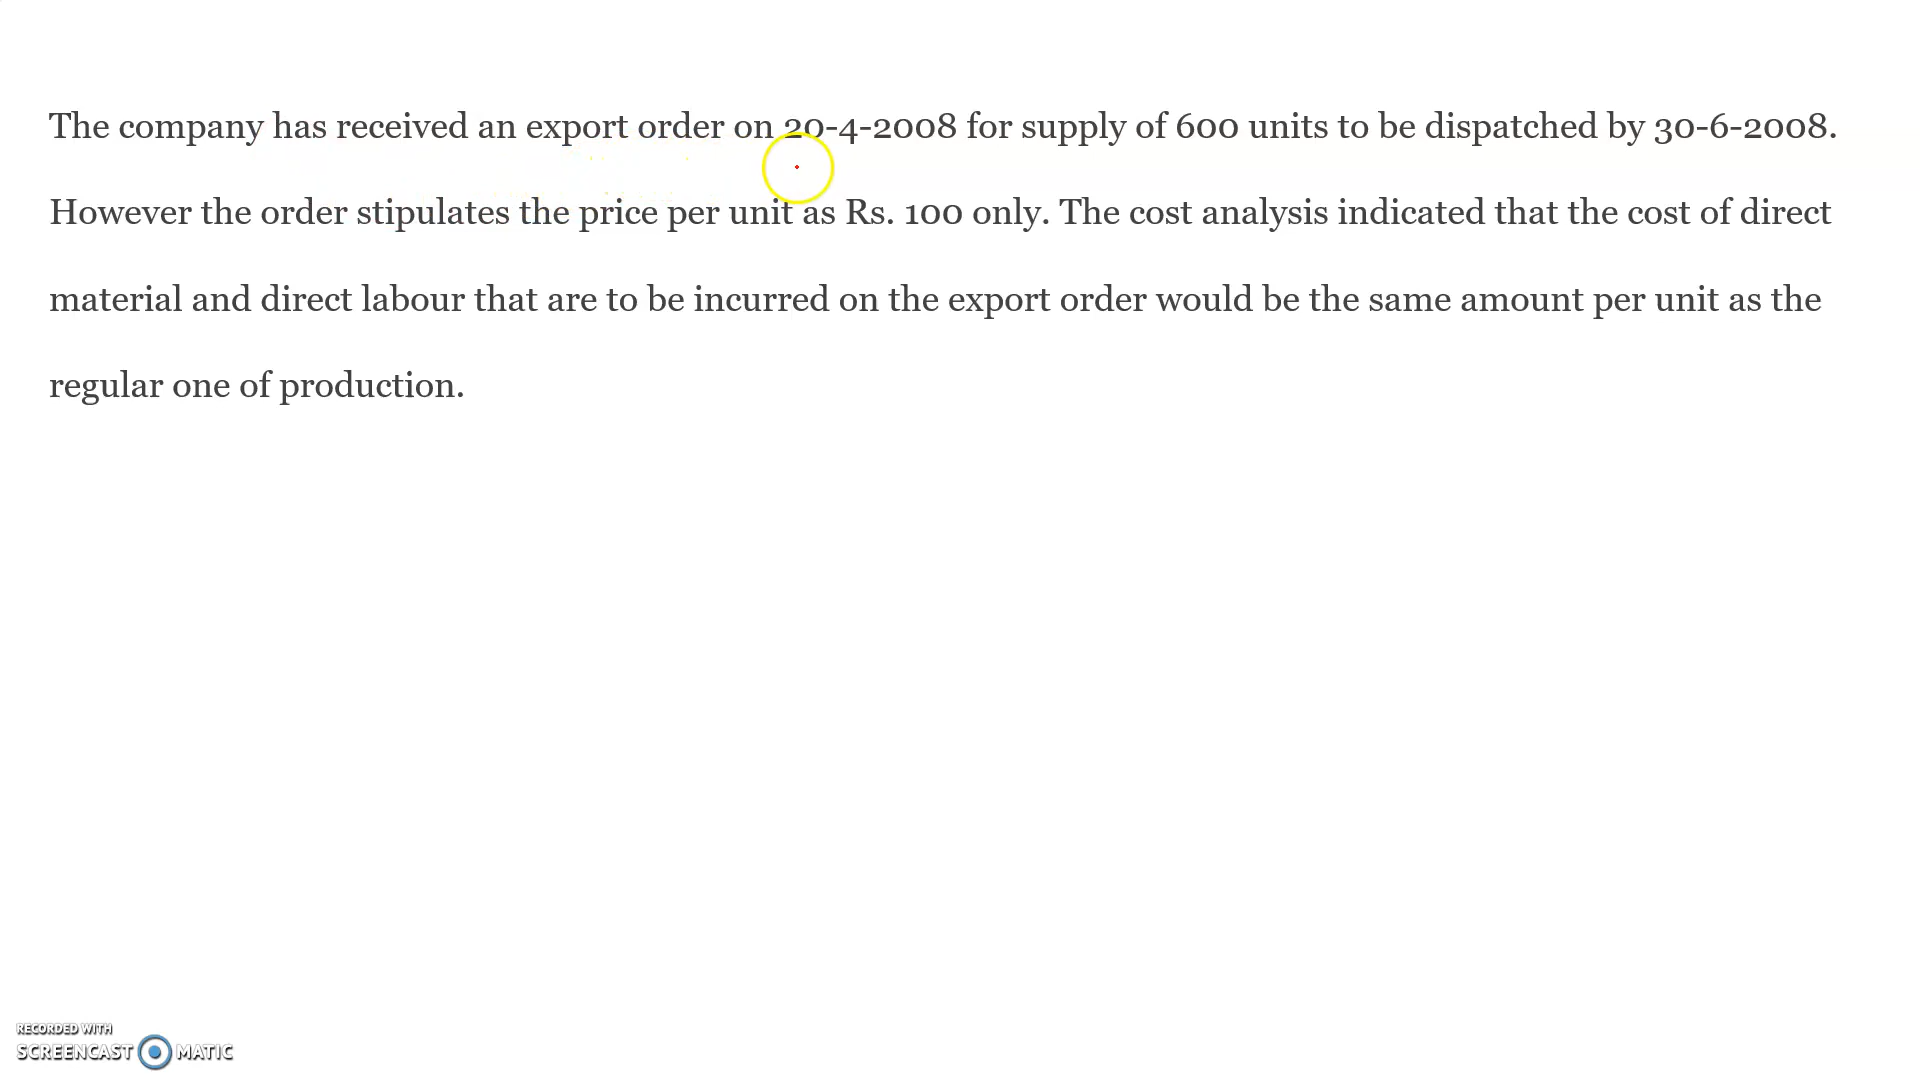 The company has received an export order on 20-4-2008 for supply of 600 units to be dispatched by 30-6-2008.
However the order stipulates the price per unit as Rs. 100 only. The cost analysis indicated that the cost of direct
material and direct labour that are to be incurred on the export order would be the same amount per unit as the
regular one of production.
RECORDED WITH
SCREENCAST MATIC